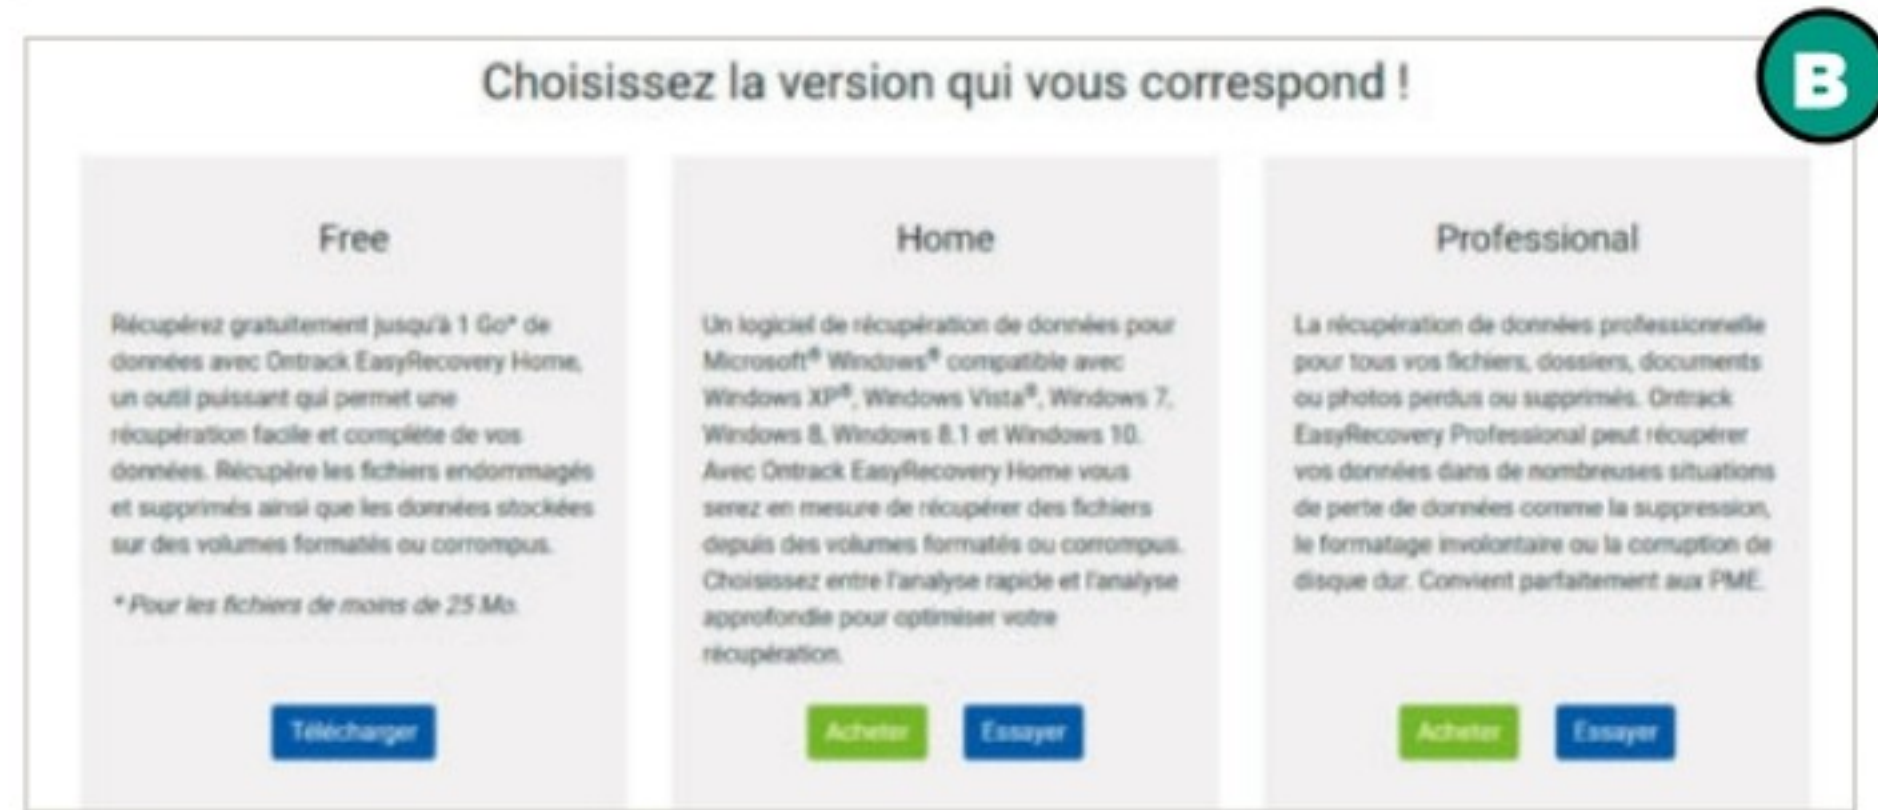 B
Choisissez la version qui vous correspond !
Free
Récupérez gratuitement jusqu'à 1 Go* de
données avec Ontrack EasyRecovery Home,
un outil puissant qui permet une
récupération facile et complète de vos
données. Récupère les fichiers endommagés
et supprimés ainsi que les données stockées
sur des volumes formatés ou corrompus.
* Pour les fichiers de moins de 25 Mo.
Télécharger
Home
Un logiciel de récupération de données pour
Microsoft® Windows® compatible avec
Windows XP®, Windows Vista®, Windows 7,
Windows 8, Windows 8.1 et Windows 10.
Avec Ontrack EasyRecovery Home vous
serez en mesure de récupérer des fichiers
depuis des volumes formatés ou corrompus.
Choisissez entre l'analyse rapide et l'analyse
approfondie pour optimiser votre
récupération.
Acheter Essayer
Professional
La récupération de données professionnelle
pour tous vos fichiers, dossiers, documents
ou photos perdus ou supprimés. Ontrack
EasyRecovery Professional peut récupérer
vos données dans de nombreuses situations
de perte de données comme la suppression,
le formatage involontaire ou la corruption de
disque dur. Convient parfaitement aux PME.
Acheter Essayer